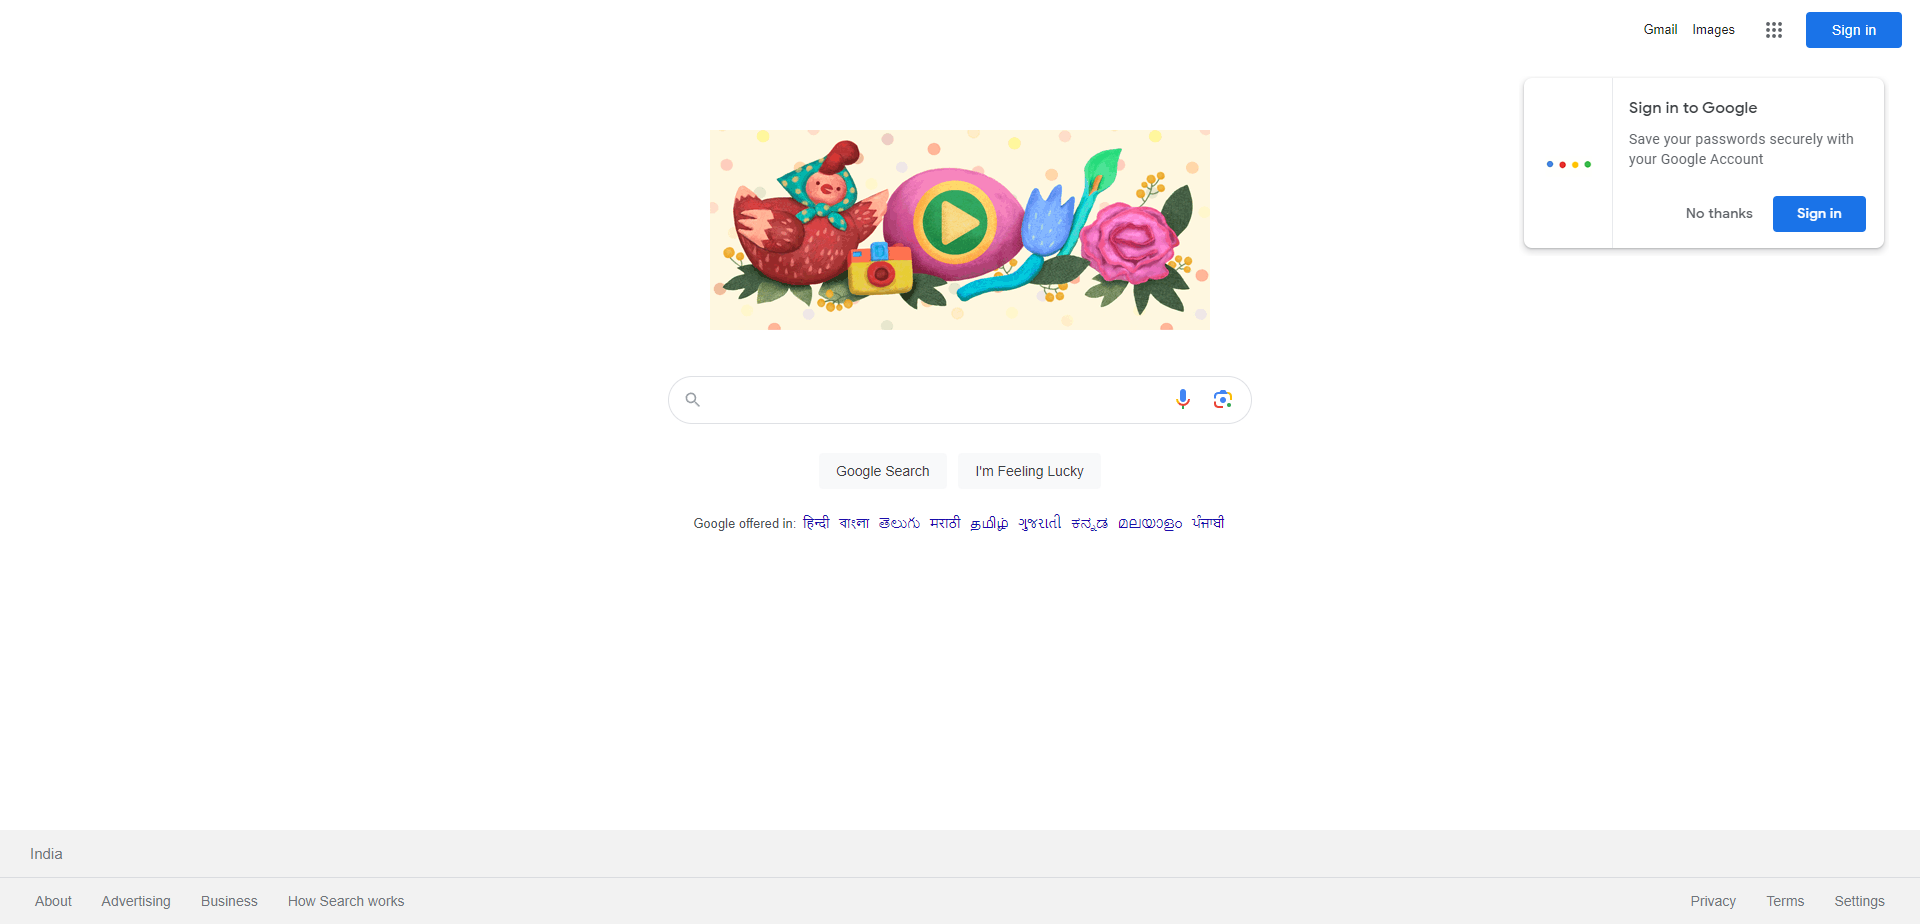 Gmail Images Sign in
Sign in to Google
Save your passwords securely with
your Google Account
No thanks Sign in
Google Search I'm Feeling Lucky
Google offered in: हिन्दी বাংলা తెలుగు मराठी தமிழ் ગુજરાતી ಕನ್ನಡ മലയാളം ਪੰਜਾਬੀ
India
About Advertising Business How Search works Privacy Terms Settings